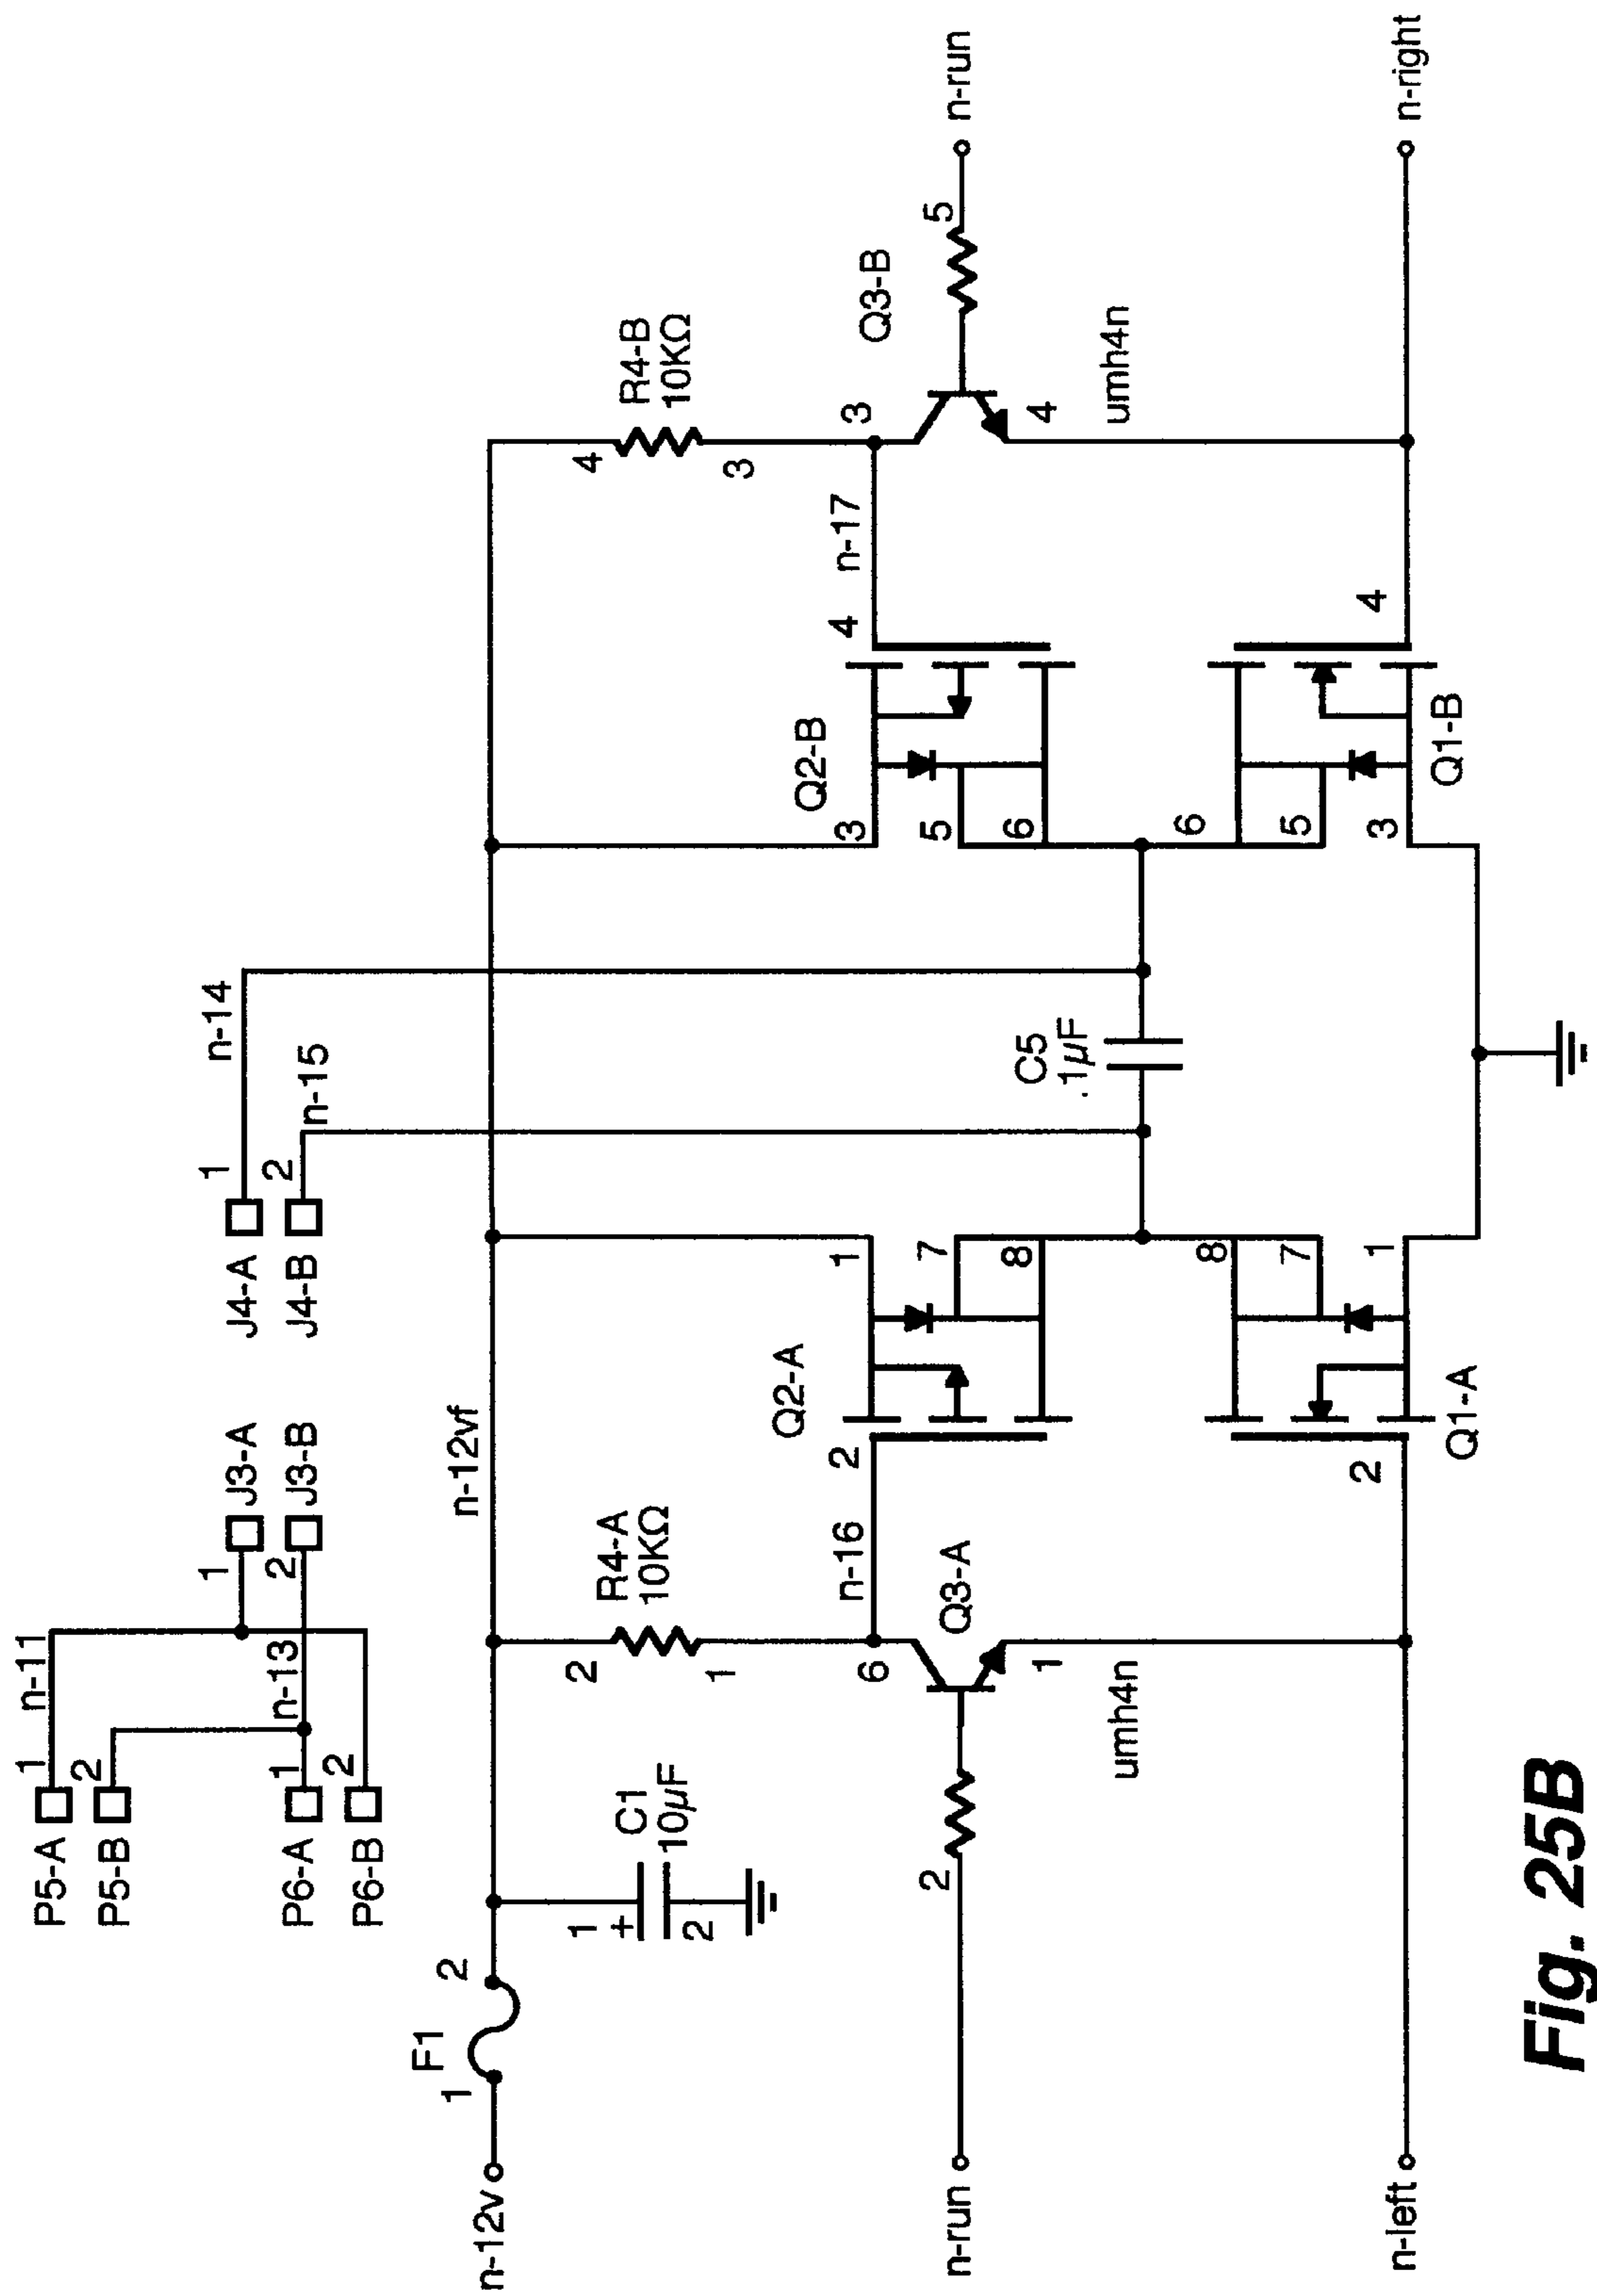 P5-A
1
n-11
P5-B
2
P6-A
1
n-13
P6-B
2
1
J3-A
2
J3-B
J4-A
1
n-14
J4-B
2
n-15
n-12v
1
F1
2
n-12vf
C1
10µF
1
+
2
R4-A
10KΩ
2
1
R4-B
10KΩ
4
3
n-16
6
Q3-A
1
umh4n
2
n-run
n-left
Q2-A
2
1
7
8
Q1-A
2
8
7
1
C5
.1µF
Q2-B
3
5
6
4
n-17
Q1-B
6
5
3
4
3
Q3-B
5
4
umh4n
n-run
n-right
Fig. 25B